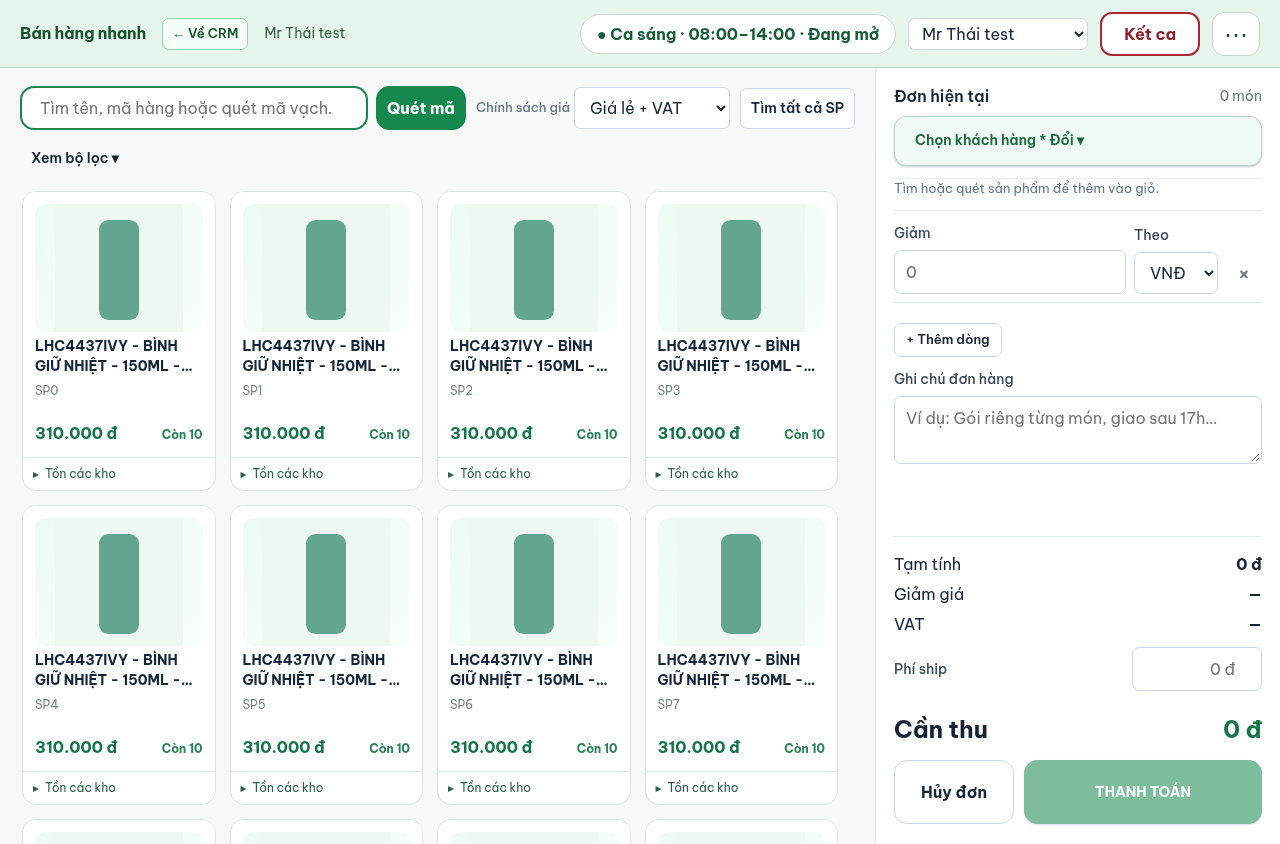 Bán hàng nhanh
← Về CRM
Mr Thái test
● Ca sáng · 08:00–14:00 · Đang mở
Mr Thái test
Kết ca
...
Tìm tên, mã hàng hoặc quét mã vạch.
Quét mã
Chính sách giá
Giá lẻ + VAT
Tìm tất cả SP
Xem bộ lọc ▾
LHC4437IVY - BÌNH
GIỮ NHIỆT - 150ML -...
SP0
310.000 đ
Còn 10
▸ Tồn các kho
LHC4437IVY - BÌNH
GIỮ NHIỆT - 150ML -...
SP1
310.000 đ
Còn 10
▸ Tồn các kho
LHC4437IVY - BÌNH
GIỮ NHIỆT - 150ML -...
SP2
310.000 đ
Còn 10
▸ Tồn các kho
LHC4437IVY - BÌNH
GIỮ NHIỆT - 150ML -...
SP3
310.000 đ
Còn 10
▸ Tồn các kho
LHC4437IVY - BÌNH
GIỮ NHIỆT - 150ML -...
SP4
310.000 đ
Còn 10
▸ Tồn các kho
LHC4437IVY - BÌNH
GIỮ NHIỆT - 150ML -...
SP5
310.000 đ
Còn 10
▸ Tồn các kho
LHC4437IVY - BÌNH
GIỮ NHIỆT - 150ML -...
SP6
310.000 đ
Còn 10
▸ Tồn các kho
LHC4437IVY - BÌNH
GIỮ NHIỆT - 150ML -...
SP7
310.000 đ
Còn 10
▸ Tồn các kho
Đơn hiện tại
0 món
Chọn khách hàng * Đổi ▾
Tìm hoặc quét sản phẩm để thêm vào giỏ.
Giảm
Theo
0
VNĐ
×
+ Thêm dòng
Ghi chú đơn hàng
Ví dụ: Gói riêng từng món, giao sau 17h...
Tạm tính
0 đ
Giảm giá
—
VAT
—
Phí ship
0 đ
Cần thu
0 đ
Hủy đơn
THANH TOÁN